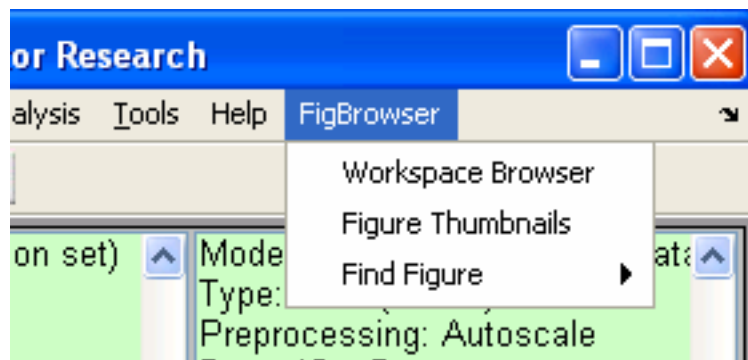 or Research
alysis Tools Help FigBrowser
Workspace Browser
Figure Thumbnails
Find Figure
on set)
Mode
Type:
Preprocessing: Autoscale